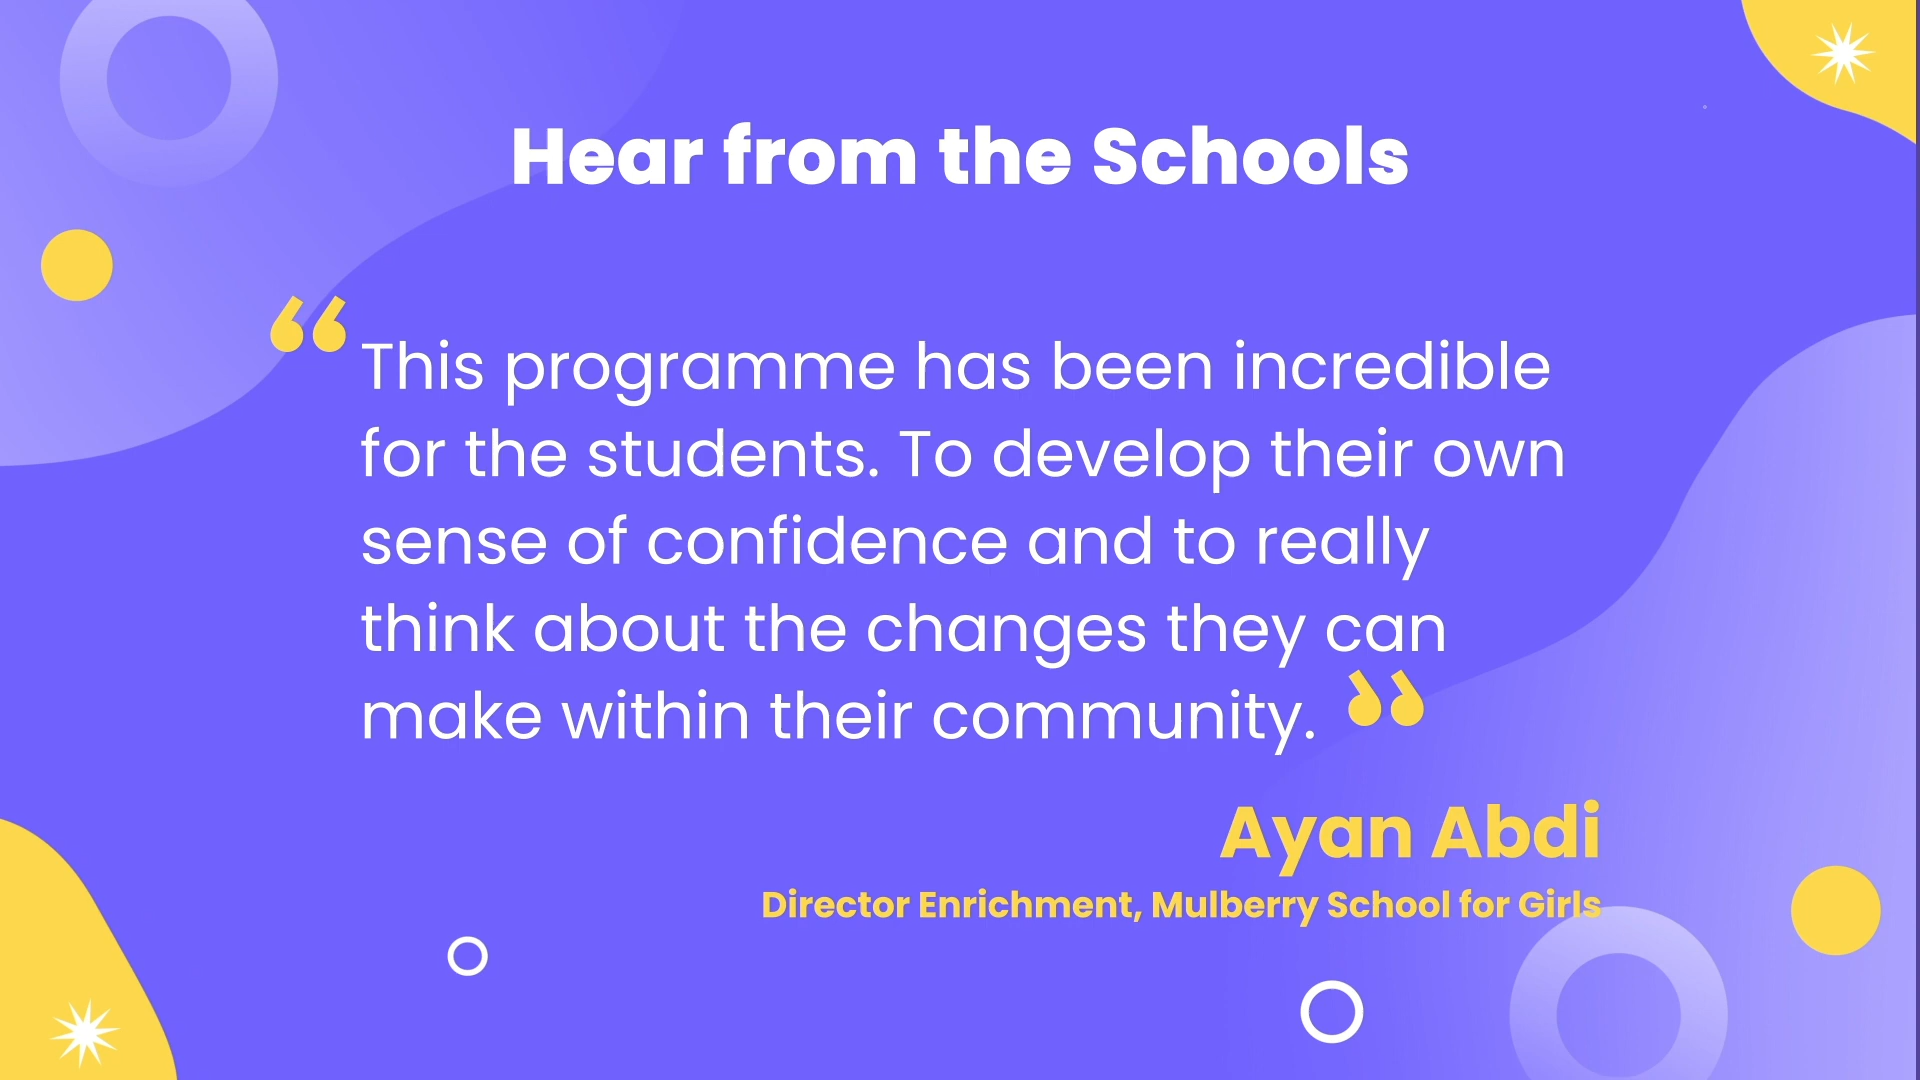 Hear from the Schools
“This programme has been incredible
for the students. To develop their own
sense of confidence and to really
think about the changes they can
make within their community.”
Ayan Abdi
Director Enrichment, Mulberry School for Girls